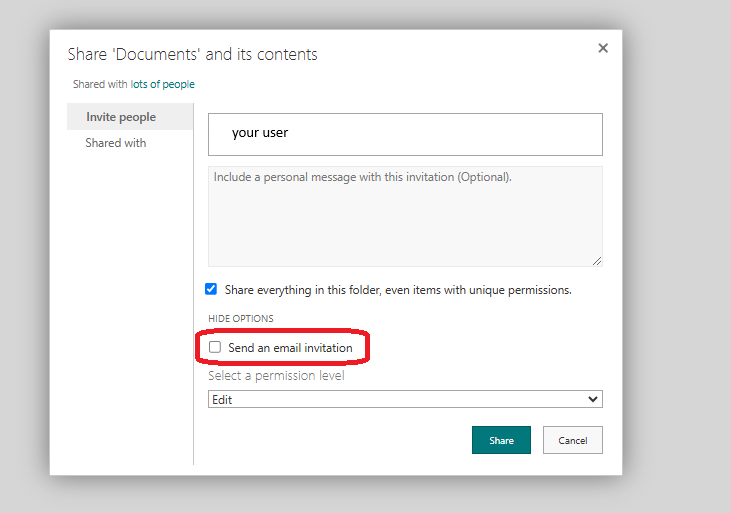 Share 'Documents' and its contents
Shared with lots of people
Invite people
Shared with
your user
Include a personal message with this invitation (Optional).
Share everything in this folder, even items with unique permissions.
HIDE OPTIONS
Send an email invitation
Select a permission level
Edit
Share
Cancel